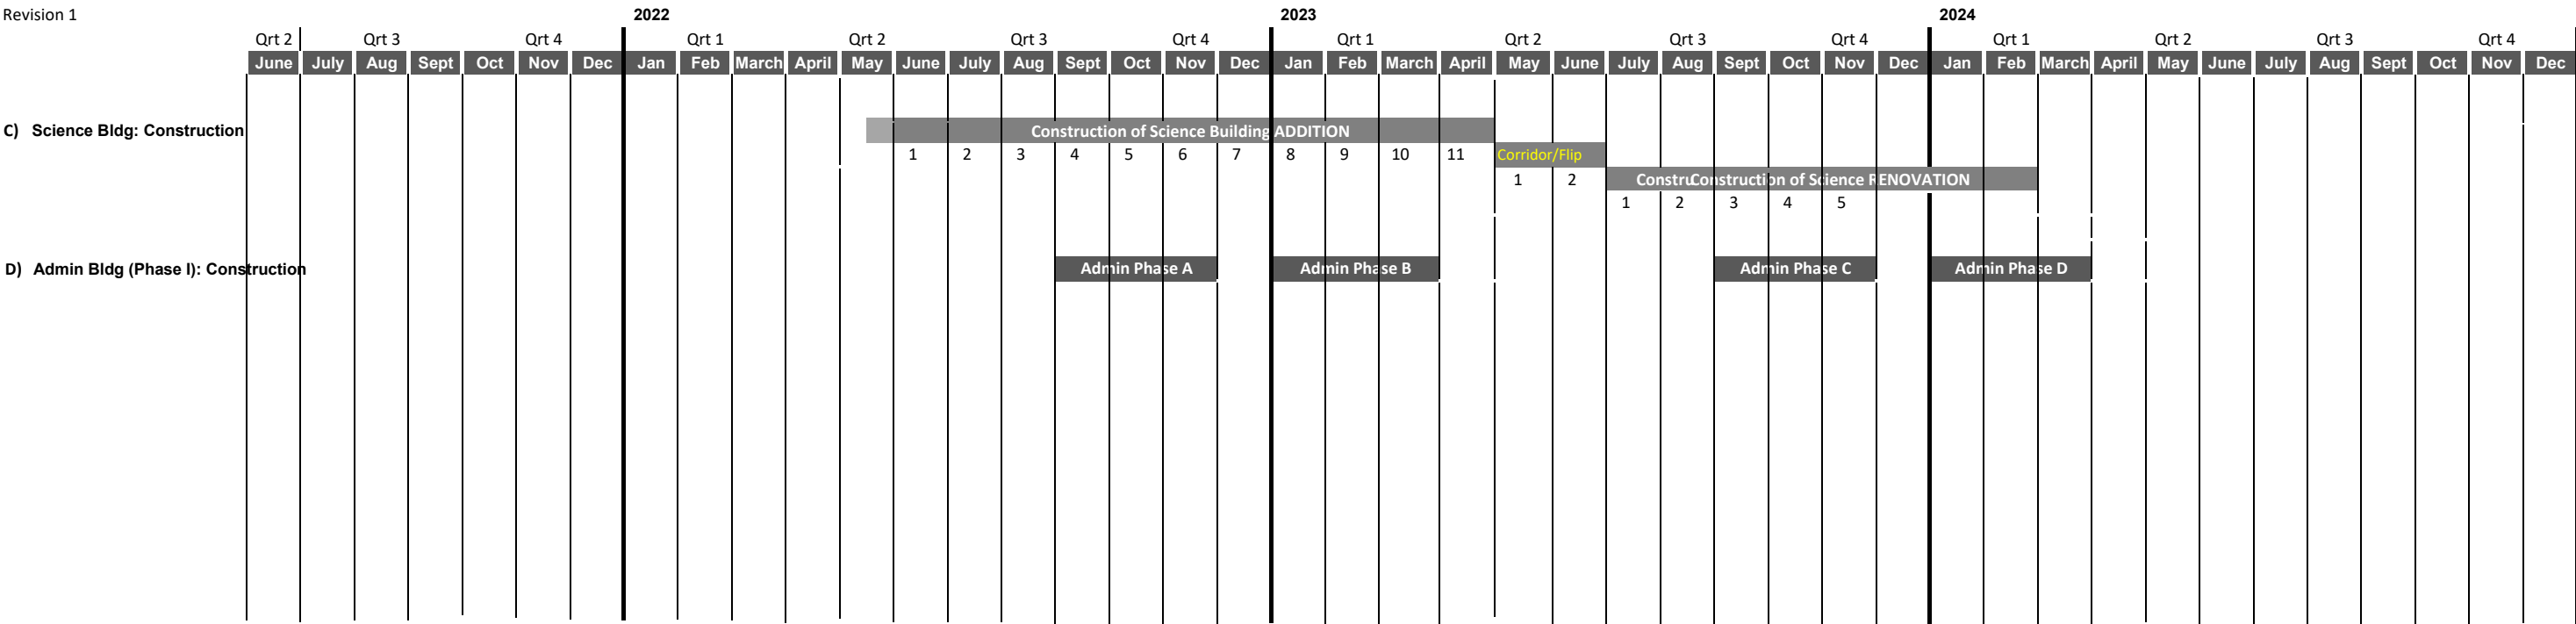 Revision 1 2022 2023 2024
Qrt 2 Qrt 3 Qrt 4 Qrt 1 Qrt 2 Qrt 3 Qrt 4 Qrt 1 Qrt 2 Qrt 3 Qrt 4 Qrt 1 Qrt 2 Qrt 3 Qrt 4
June July Aug Sept Oct Nov Dec Jan Feb March April May June July Aug Sept Oct Nov Dec Jan Feb March April May June July Aug Sept Oct Nov Dec Jan Feb March April May June July Aug Sept Oct Nov Dec
C) Science Bldg: Construction Construction of Science Building ADDITION
1 2 3 4 5 6 7 8 9 10 11 Corridor/Flip
1 2 Constru Construction of Science RENOVATION
1 2 3 4 5
D) Admin Bldg (Phase I): Construction Admin Phase A Admin Phase B Admin Phase C Admin Phase D